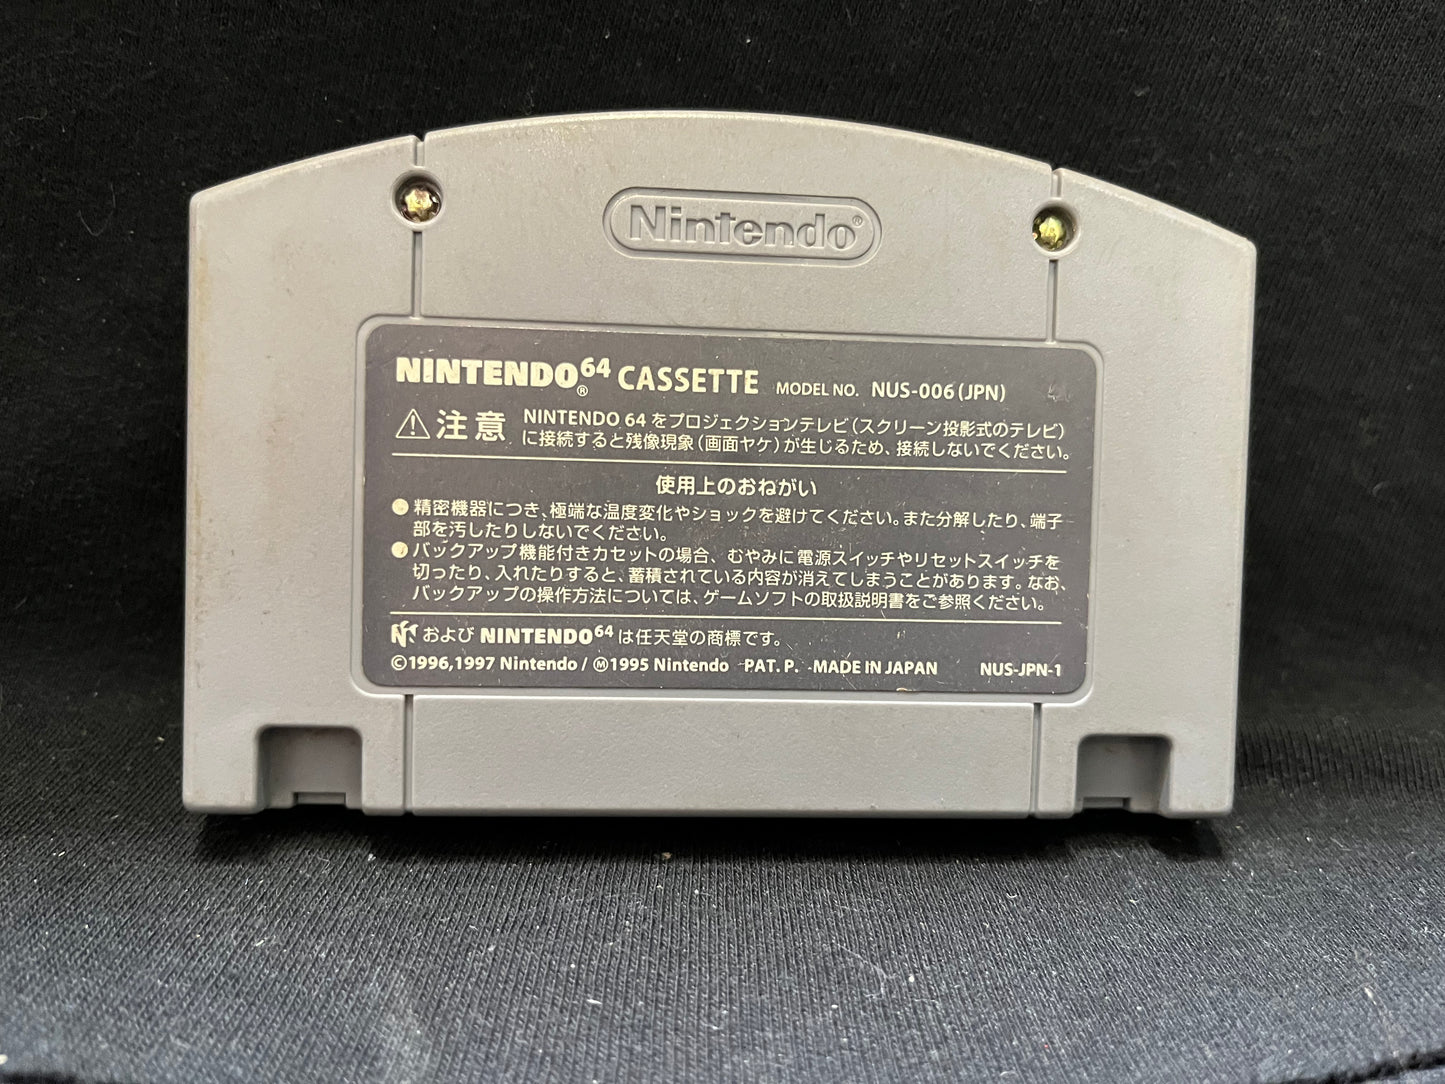 Nintendo®
NINTENDO®64 CASSETTE MODEL NO. NUS-006(JPN)
⚠注意 NINTENDO 64 をプロジェクションテレビ(スクリーン投影式のテレビ)
に接続すると残像現象(画面ヤケ)が生じるため、接続しないでください。
使用上のおねがい
●精密機器につき、極端な温度変化やショックを避けてください。また分解したり、端子
部を汚したりしないでください。
●バックアップ機能付きカセットの場合、むやみに電源スイッチやリセットスイッチを
切ったり、入れたりすると、蓄積されている内容が消えてしまうことがあります。なお、
バックアップの操作方法については、ゲームソフトの取扱説明書をご参照ください。
および NINTENDO64 は任天堂の商標です。
©1996,1997 Nintendo / Ⓜ1995 Nintendo PAT. P. MADE IN JAPAN NUS-JPN-1